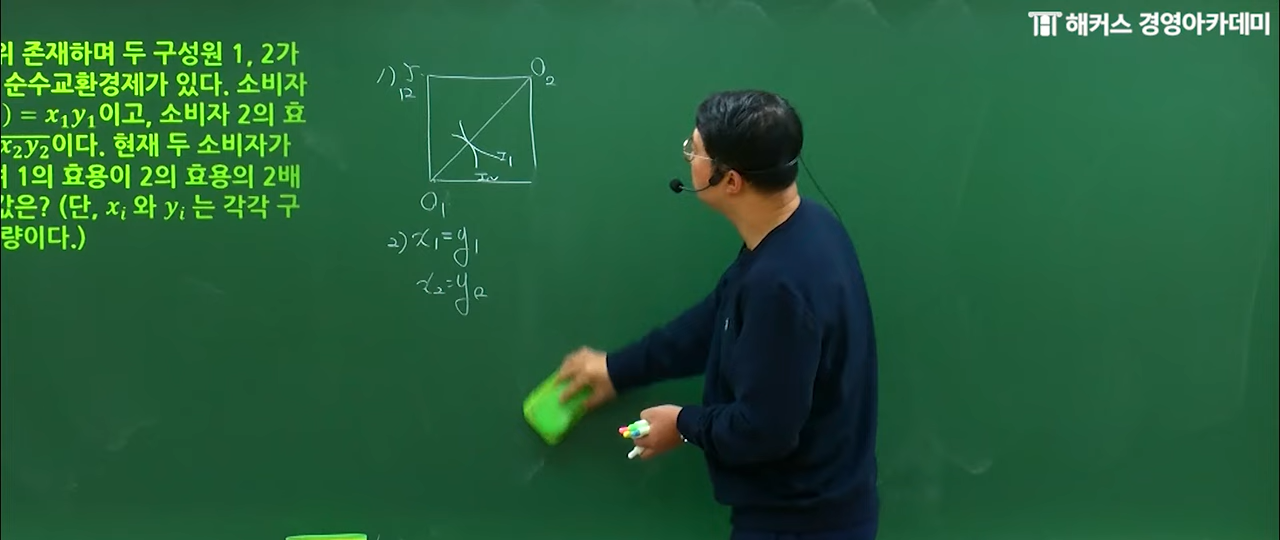 해커스 경영아카데미
위 존재하며 두 구성원 1, 2가
순수교환경제가 있다. 소비자
) = x₁y₁이고, 소비자 2의 효
x₂y₂이다. 현재 두 소비자가
1의 효용이 2의 효용의 2배
값은? (단, xᵢ 와 yᵢ 는 각각 구
량이다.)
1)
12
O₂
I₁
O₁
2) x₁=y₁
x₂=y₂